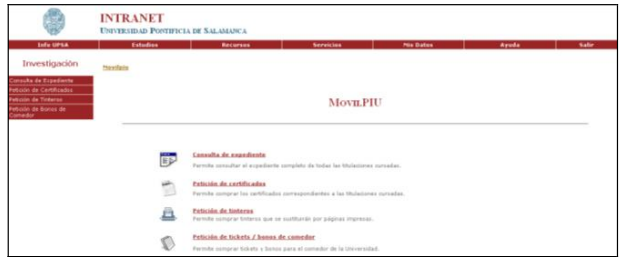 INTRANET
UNIVERSIDAD PONTIFICIA DE SALAMANCA
Info UPSA Estudios Recursos Servicios Mis Datos Ayuda Salir
Investigación
Movilpiu
Consulta de Expediente
Petición de Certificados
Petición de Tinteros
Petición de Bonos de
Comedor
MOVILPIU
Consulta de expediente
Permite consultar el expediente completo de todas las titulaciones cursadas.
Petición de certificados
Permite comprar los certificados correspondientes a las titulaciones cursadas.
Petición de tinteros
Permite comprar tinteros que se sustituirán por páginas impresas.
Petición de tickets / bonos de comedor
Permite comprar tickets y bonos para el comedor de la Universidad.